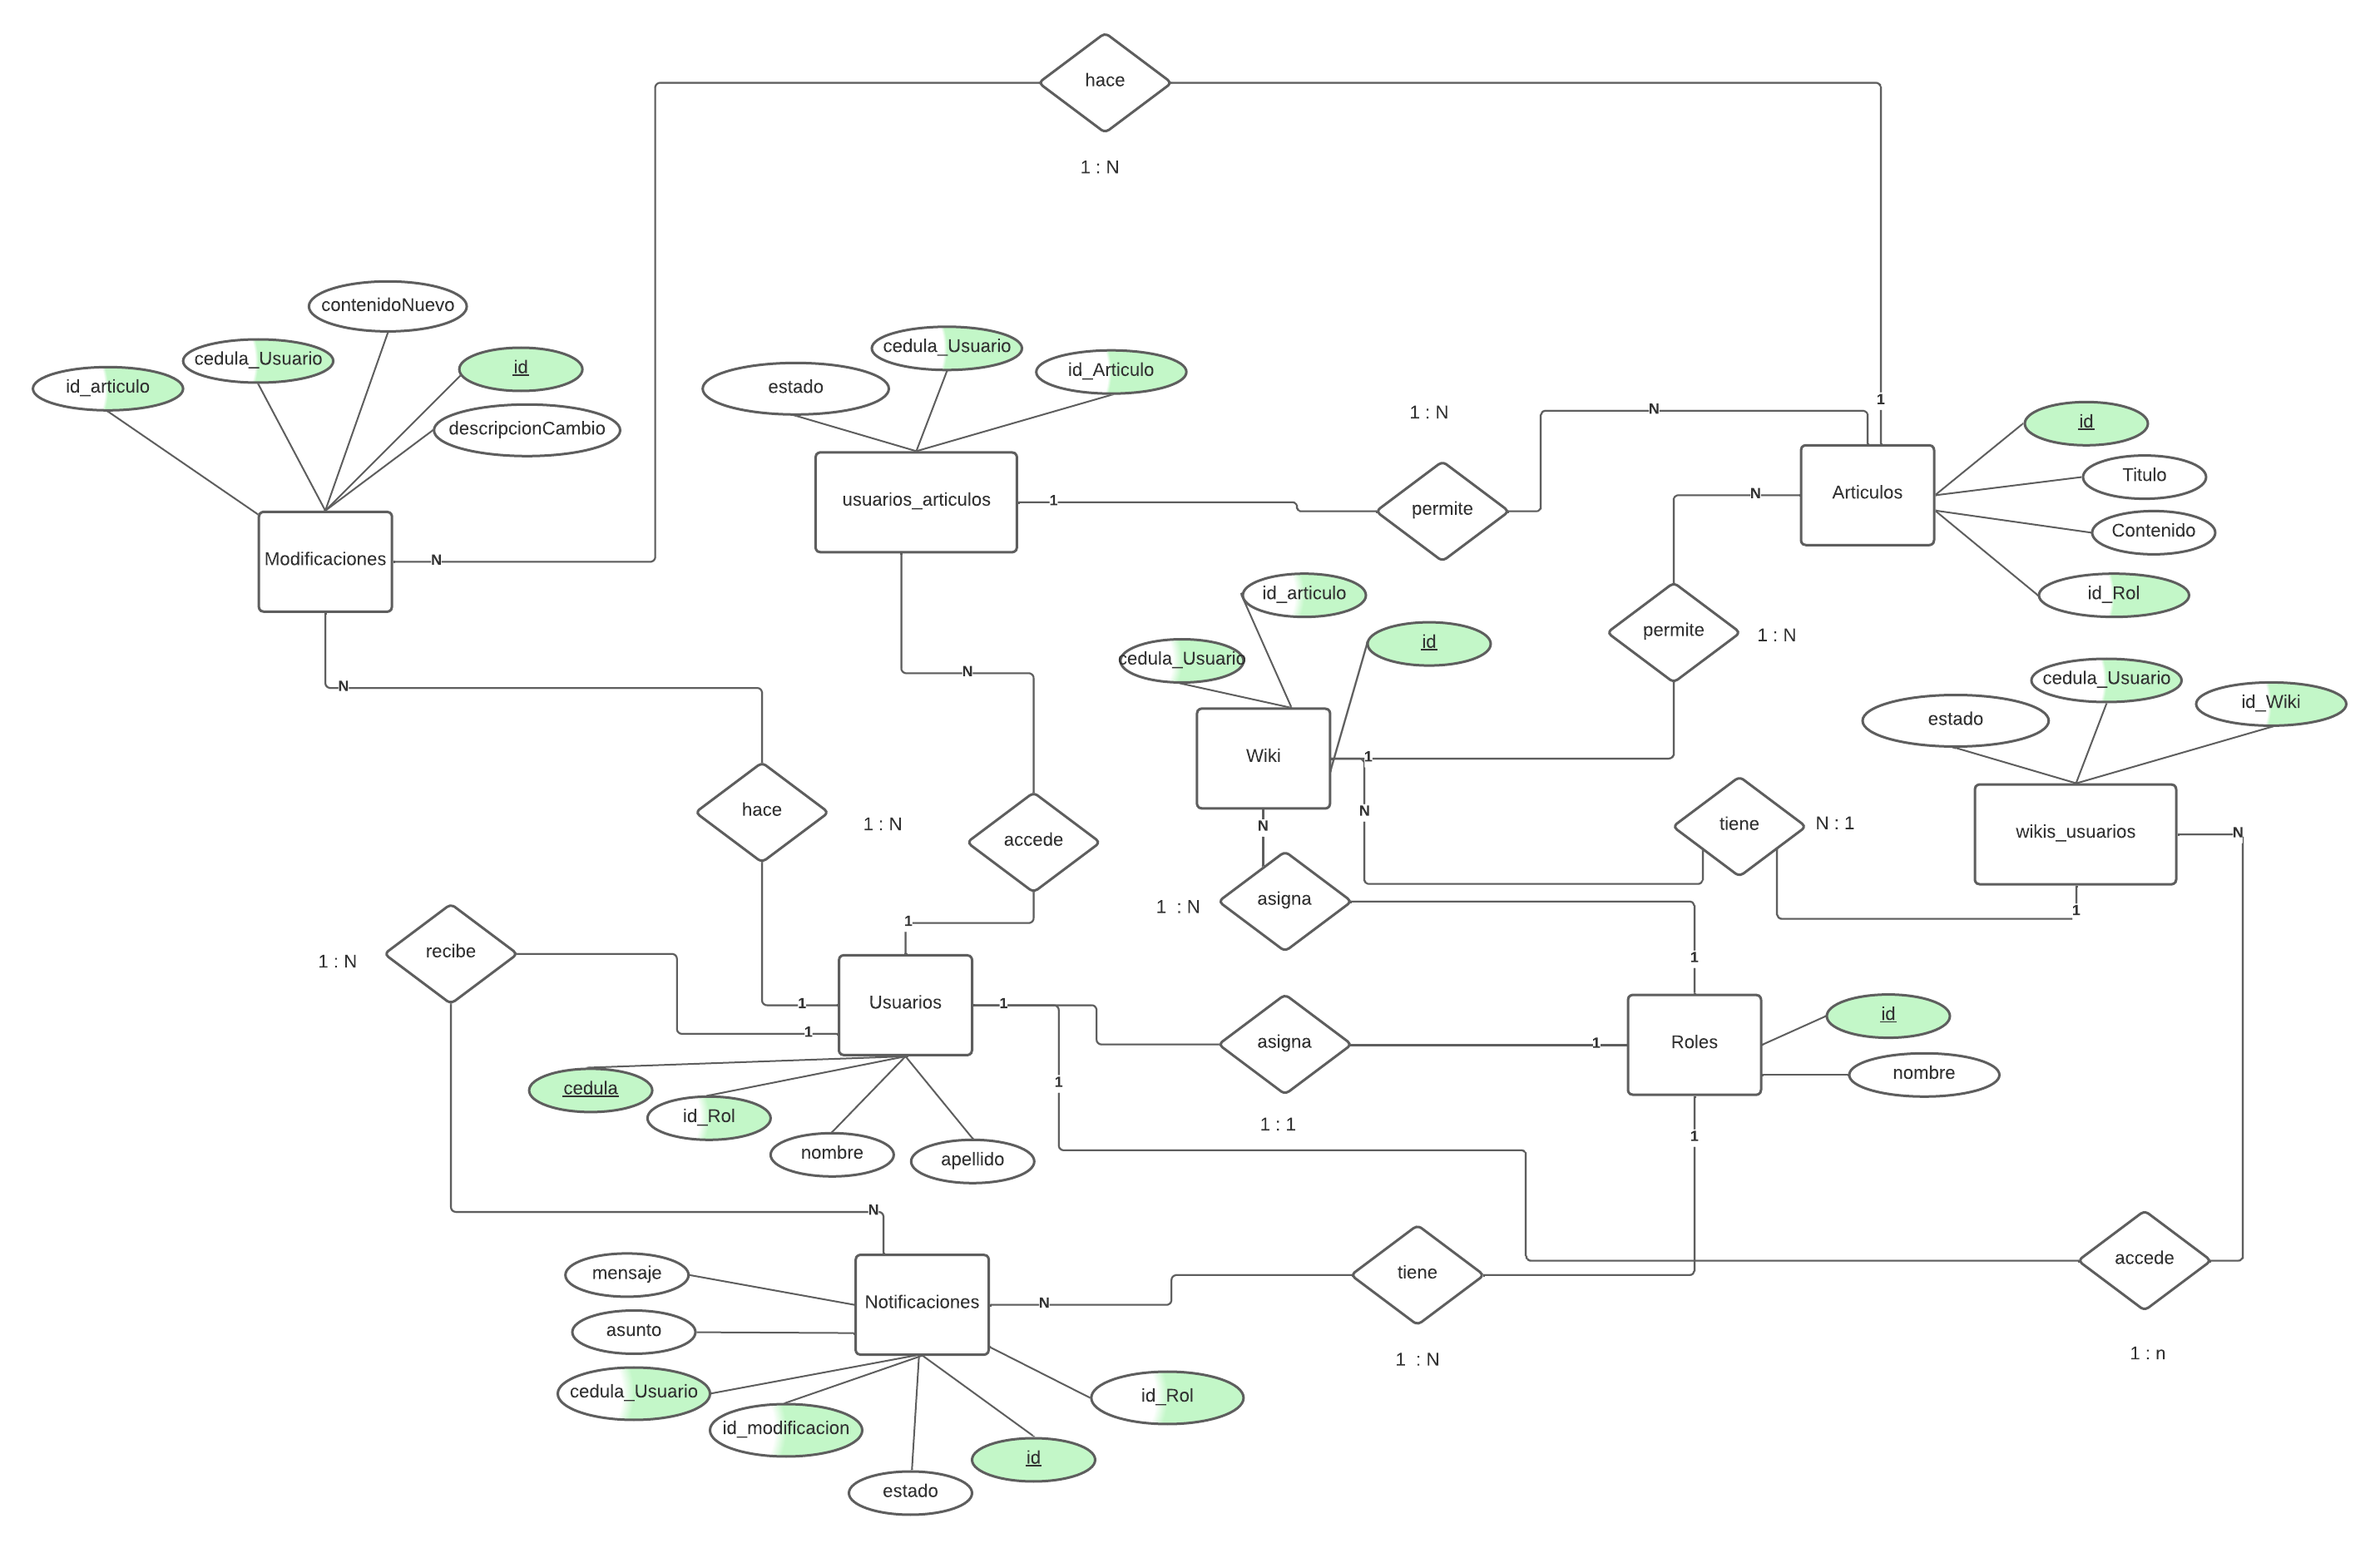 hace
1 : N
contenidoNuevo
cedula_Usuario
id
id_articulo
descripcionCambio
Modificaciones
N
N
cedula_Usuario
id_Articulo
estado
usuarios_articulos
1
N
1 : N
permite
N
1
id
Titulo
Articulos
Contenido
id_Rol
N
permite
1 : N
id_articulo
id
cedula_Usuario
Wiki
1
N
N
cedula_Usuario
id_Wiki
estado
wikis_usuarios
N
1
tiene
N : 1
hace
1 : N
accede
1
asigna
1  : N
1
recibe
1 : N
Usuarios
1
1
1
1
asigna
1
1 : 1
Roles
id
nombre
1
cedula
id_Rol
nombre
apellido
N
mensaje
asunto
Notificaciones
N
tiene
1  : N
accede
1 : n
cedula_Usuario
id_modificacion
estado
id
id_Rol